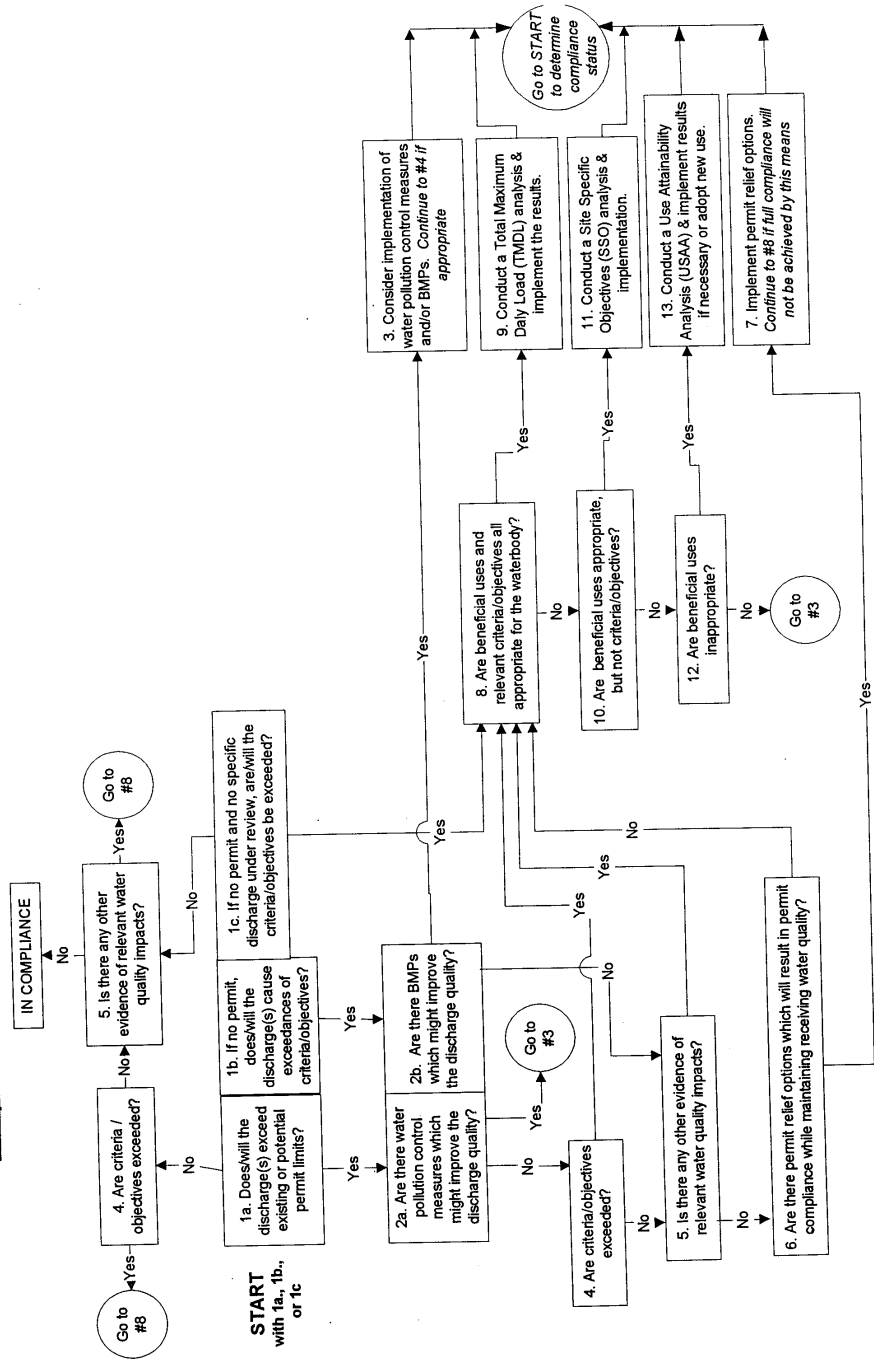 IN COMPLIANCE
No
Go to
#8
Yes
4. Are criteria /
objectives exceeded?
No
5. Is there any other
evidence of relevant water
quality impacts?
Yes
Go to
#8
No
No
START
with 1a., 1b.,
or 1c
1a. Does/will the
discharge(s) exceed
existing or potential
permit limits?
1b. If no permit,
does/will the
discharge(s) cause
exceedances of
criteria/objectives?
1c. If no permit and no specific
discharge under review, are/will the
criteria/objectives be exceeded?
Yes
Yes
Yes
2a. Are there water
pollution control
measures which
might improve the
discharge quality?
2b. Are there BMPs
which might improve
the discharge quality?
Yes
No
Yes
Go to
#3
No
4. Are criteria/objectives
exceeded?
Yes
No
5. Is there any other evidence of
relevant water quality impacts?
Yes
No
6. Are there permit relief options which will result in permit
compliance while maintaining receiving water quality?
No
Yes
8. Are beneficial uses and
relevant criteria/objectives all
appropriate for the waterbody?
Yes
No
10. Are beneficial uses appropriate,
but not criteria/objectives?
Yes
No
12. Are beneficial uses
inappropriate?
Yes
No
Go to
#3
3. Consider implementation of
water pollution control measures
and/or BMPs. Continue to #4 if
appropriate
9. Conduct a Total Maximum
Daly Load (TMDL) analysis &
implement the results.
11. Conduct a Site Specific
Objectives (SSO) analysis &
implementation.
13. Conduct a Use Attainability
Analysis (USAA) & implement results
if necessary or adopt new use.
7. Implement permit relief options.
Continue to #8 if full compliance will
not be achieved by this means
Go to START
to determine
compliance
status